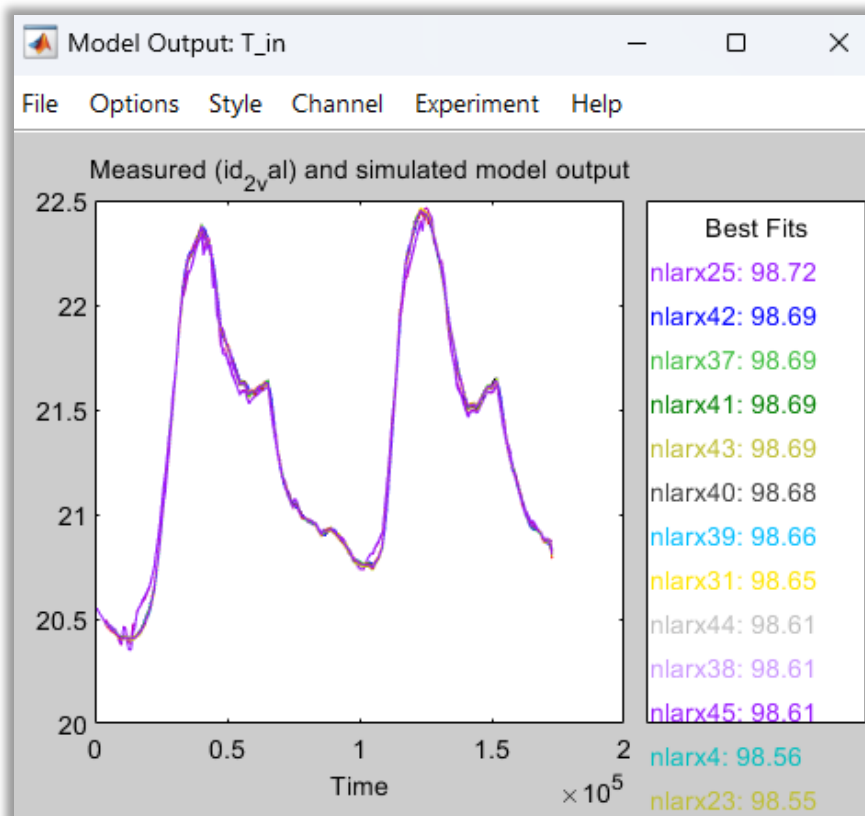 Model Output: T_in
File Options Style Channel Experiment Help
Measured (id2val) and simulated model output
22.5
22
21.5
21
20.5
20
0 0.5 1 1.5 2
Time
×10^5
Best Fits
nlarx25: 98.72
nlarx42: 98.69
nlarx37: 98.69
nlarx41: 98.69
nlarx43: 98.69
nlarx40: 98.68
nlarx39: 98.66
nlarx31: 98.65
nlarx44: 98.61
nlarx38: 98.61
nlarx45: 98.61
nlarx4: 98.56
nlarx23: 98.55